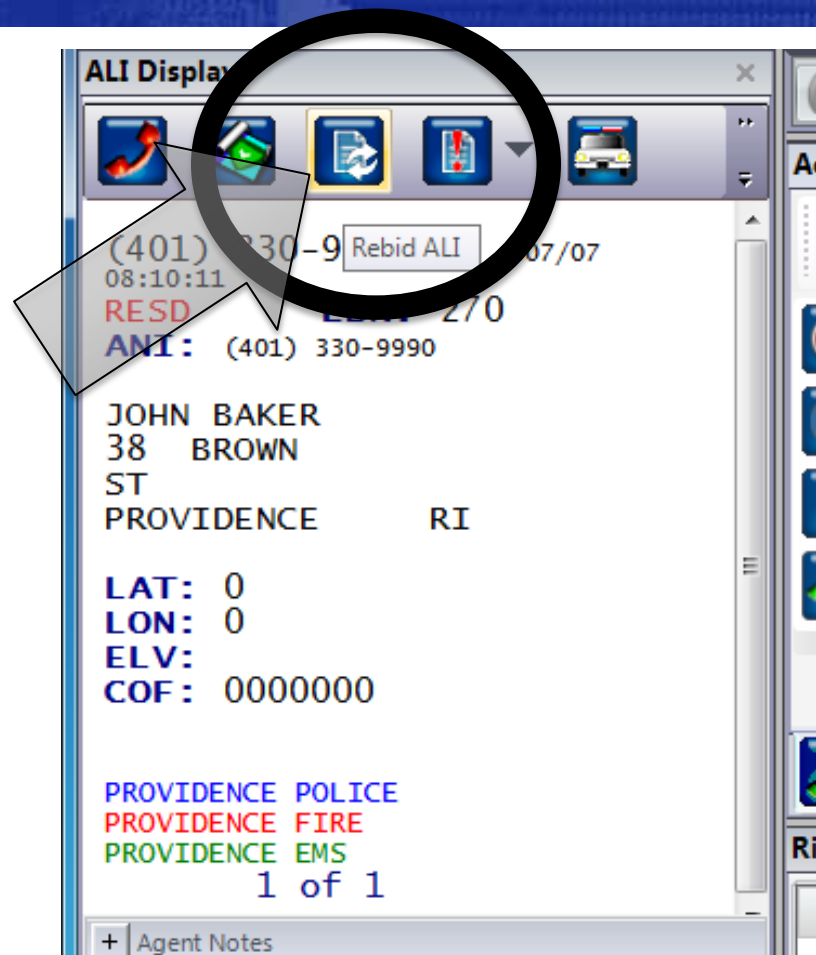 ALI Display
(401) 330-9 Rebid ALI 07/07
08:10:11
RESD 270
ANI: (401) 330-9990
JOHN BAKER
38 BROWN
ST
PROVIDENCE RI
LAT: 0
LON: 0
ELV:
COF: 0000000
PROVIDENCE POLICE
PROVIDENCE FIRE
PROVIDENCE EMS
1 of 1
+ Agent Notes